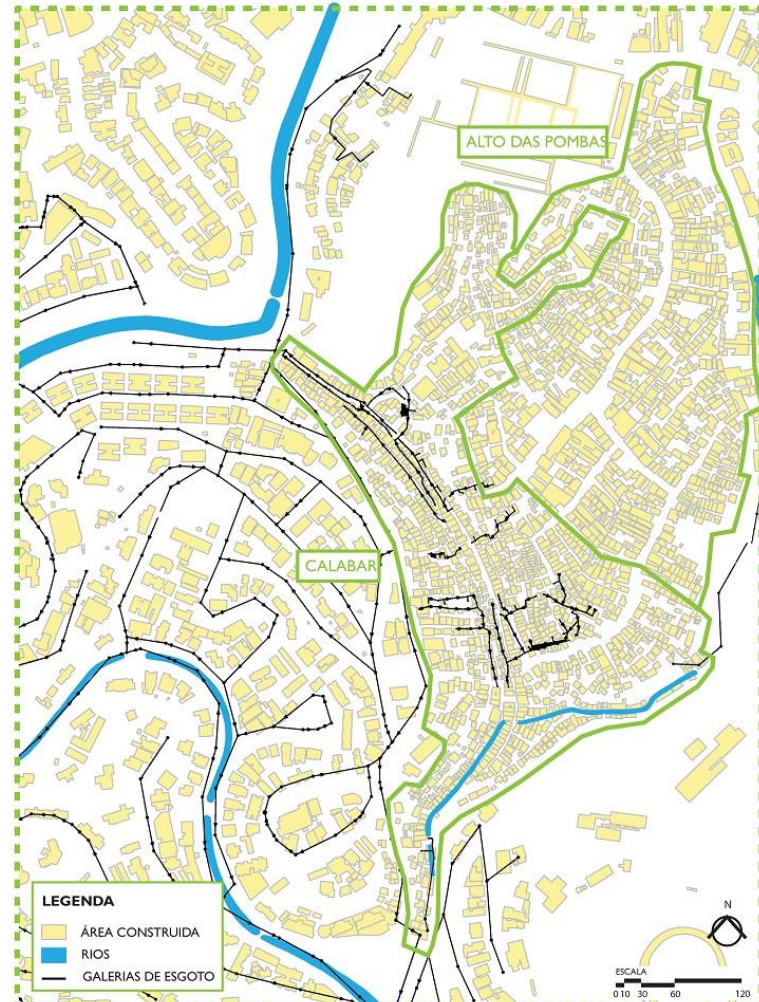 ALTO DAS POMBAS
CALABAR
LEGENDA
ÁREA CONSTRUIDA
RIOS
GALERIAS DE ESGOTO
N
ESCALA
0 10 30 60 120